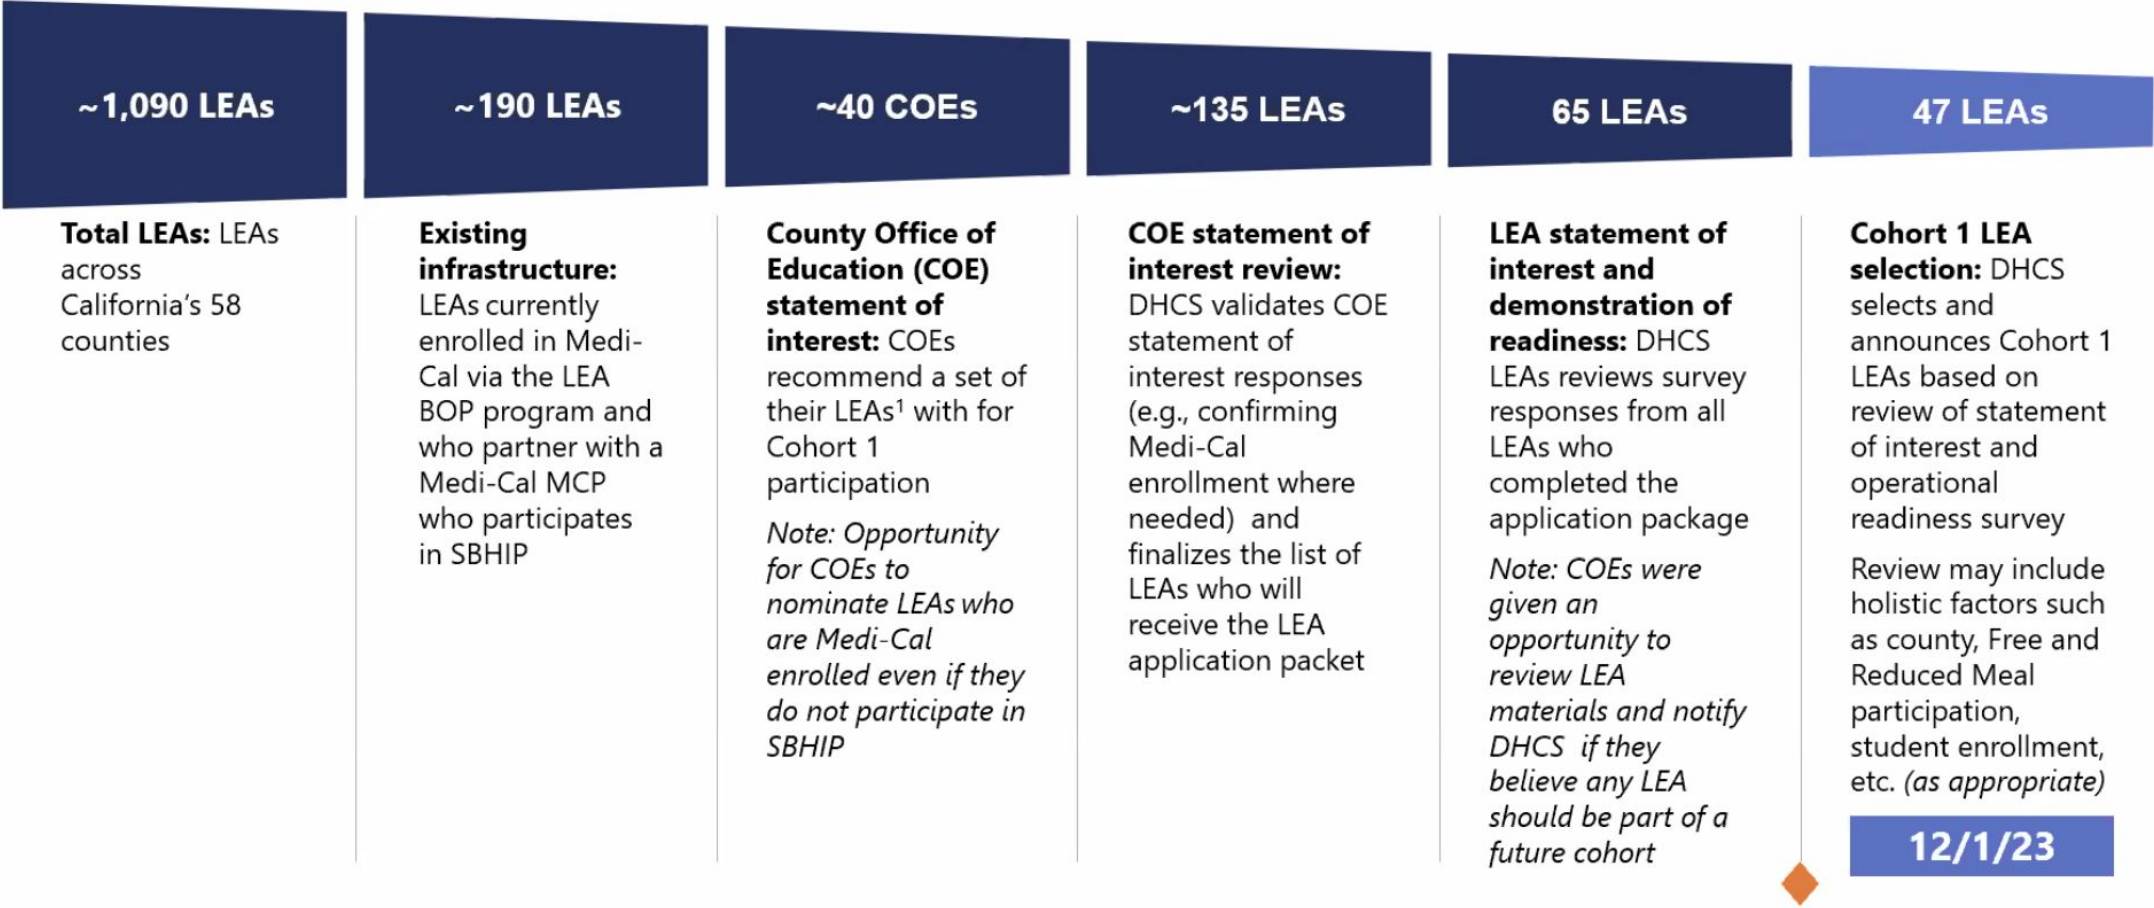 ~1,090 LEAs
~190 LEAs
~40 COEs
~135 LEAs
65 LEAs
47 LEAs
Total LEAs: LEAs
across
California's 58
counties
Existing
infrastructure:
LEAs currently
enrolled in Medi-
Cal via the LEA
BOP program and
who partner with a
Medi-Cal MCP
who participates
in SBHIP
County Office of
Education (COE)
statement of
interest: COEs
recommend a set of
their LEAs¹ with for
Cohort 1
participation
Note: Opportunity
for COEs to
nominate LEAs who
are Medi-Cal
enrolled even if they
do not participate in
SBHIP
COE statement of
interest review:
DHCS validates COE
statement of
interest responses
(e.g., confirming
Medi-Cal
enrollment where
needed) and
finalizes the list of
LEAs who will
receive the LEA
application packet
LEA statement of
interest and
demonstration of
readiness: DHCS
LEAs reviews survey
responses from all
LEAs who
completed the
application package
Note: COEs were
given an
opportunity to
review LEA
materials and notify
DHCS if they
believe any LEA
should be part of a
future cohort
Cohort 1 LEA
selection: DHCS
selects and
announces Cohort 1
LEAs based on
review of statement
of interest and
operational
readiness survey
Review may include
holistic factors such
as county, Free and
Reduced Meal
participation,
student enrollment,
etc. (as appropriate)
12/1/23